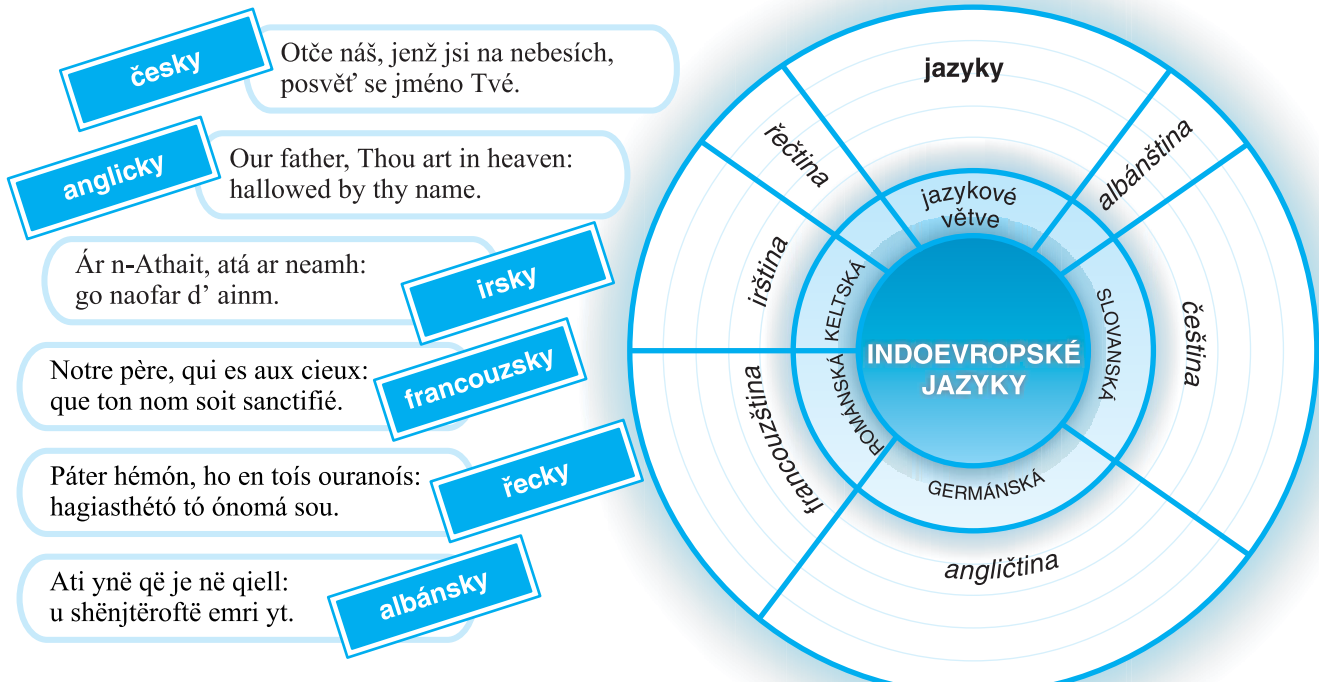 česky
Otče náš, jenž jsi na nebesích,
posvěť se jméno Tvé.
anglicky
Our father, Thou art in heaven:
hallowed by thy name.
Ár n-Athait, atá ar neamh:
go naofar d’ ainm.
irsky
Notre père, qui es aux cieux:
que ton nom soit sanctifié.
francouzsky
Páter hémón, ho en toís ouranoís:
hagiasthétó tó ónomá sou.
řecky
Ati ynë që je në qiell:
u shënjtëroftë emri yt.
albánsky
jazyky
řečtina
albánština
jazykové
větve
irština
KELTSKÁ
SLOVANSKÁ
čeština
INDOEVROPSKÉ
JAZYKY
francouzština
ROMÁNSKÁ
GERMÁNSKÁ
angličtina